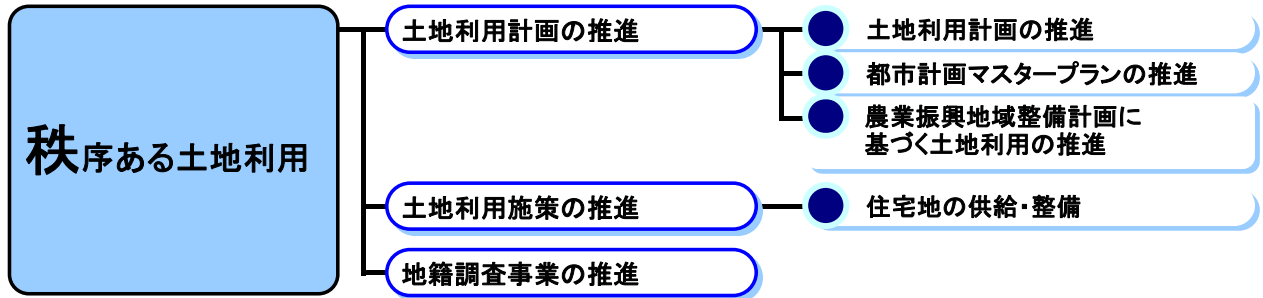 秩序ある土地利用
土地利用計画の推進
土地利用計画の推進
都市計画マスタープランの推進
農業振興地域整備計画に
基づく土地利用の推進
土地利用施策の推進
住宅地の供給・整備
地籍調査事業の推進